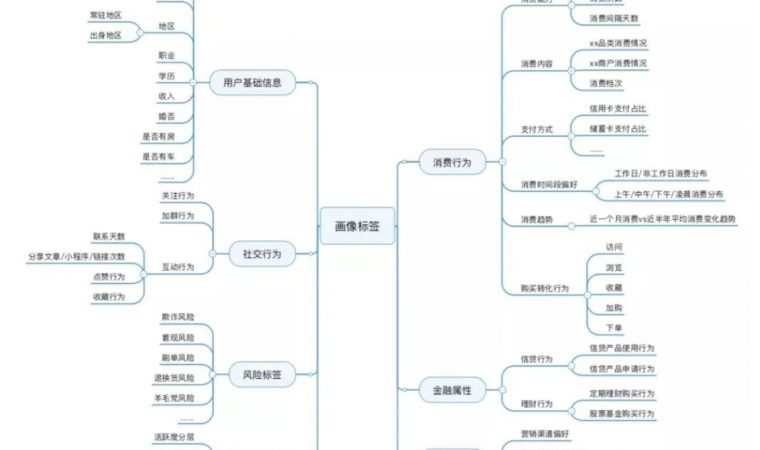 常驻地区
出身地区
地区
职业
学历
收入
婚否
是否有房
是否有车
......
用户基础信息
关注行为
加群行为
互动行为
联系天数
分享文章/小程序/链接次数
点赞行为
收藏行为
社交行为
欺诈风险
套现风险
刷单风险
退换货风险
羊毛党风险
......
风险标签
活跃度分层
画像标签
消费行为
消费间隔天数
消费内容
xx品类消费情况
xx商户消费情况
消费档次
支付方式
信用卡支付占比
储蓄卡支付占比
......
消费时间段偏好
工作日/非工作日消费分布
上午/中午/下午/凌晨消费分布
消费趋势
近一个月消费vs近半年平均消费变化趋势
购买转化行为
访问
浏览
收藏
加购
下单
金融属性
信贷行为
信贷产品使用行为
信贷产品申请行为
理财行为
定期理财购买行为
股票基金购买行为
营销渠道偏好